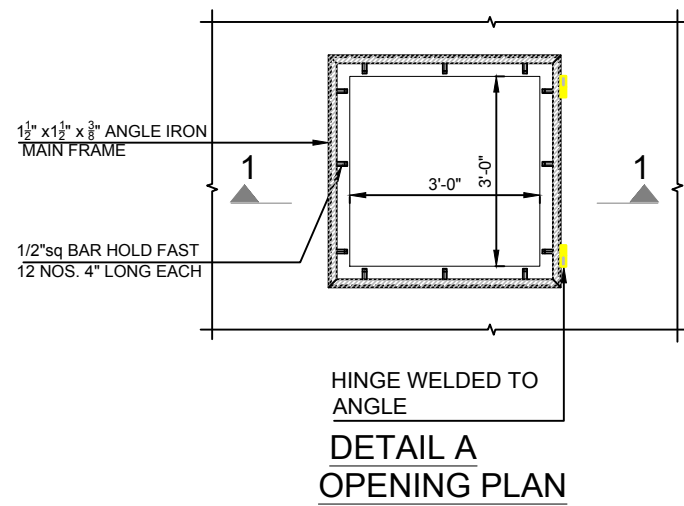 1½" x1½" x ⅜" ANGLE IRON
MAIN FRAME
1
3'-0"
3'-0"
1
1/2"sq BAR HOLD FAST
12 NOS. 4" LONG EACH
HINGE WELDED TO
ANGLE
DETAIL A
OPENING PLAN